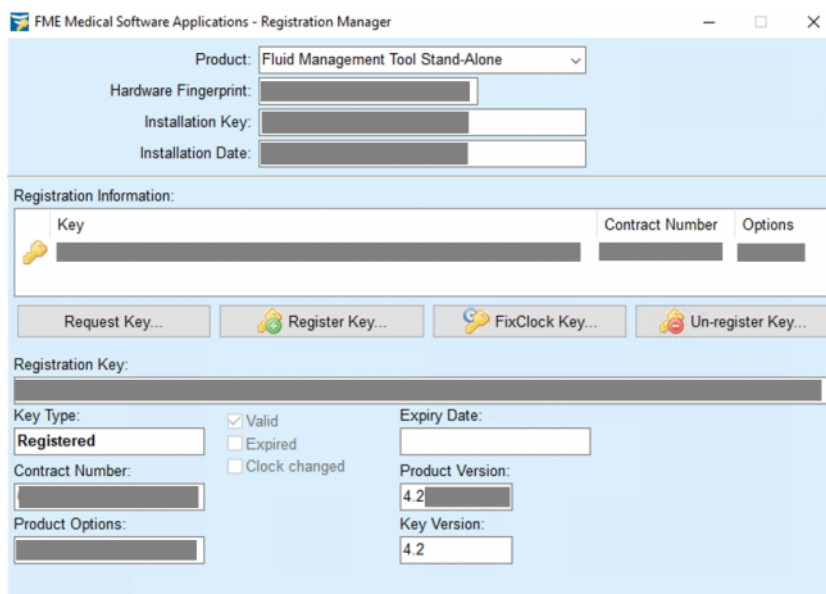 FME Medical Software Applications - Registration Manager
Product: Fluid Management Tool Stand-Alone
Hardware Fingerprint:
Installation Key:
Installation Date:
Registration Information:
Key Contract Number Options
Request Key... Register Key... FixClock Key... Un-register Key...
Registration Key:
Key Type: Valid Expiry Date:
Registered Expired
Contract Number: Clock changed Product Version:
4.2
Product Options: Key Version:
4.2